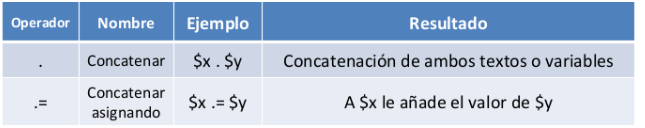 Operador Nombre Ejemplo Resultado
. Concatenar $x . $y Concatenación de ambos textos o variables
.= Concatenar asignando $x .= $y A $x le añade el valor de $y